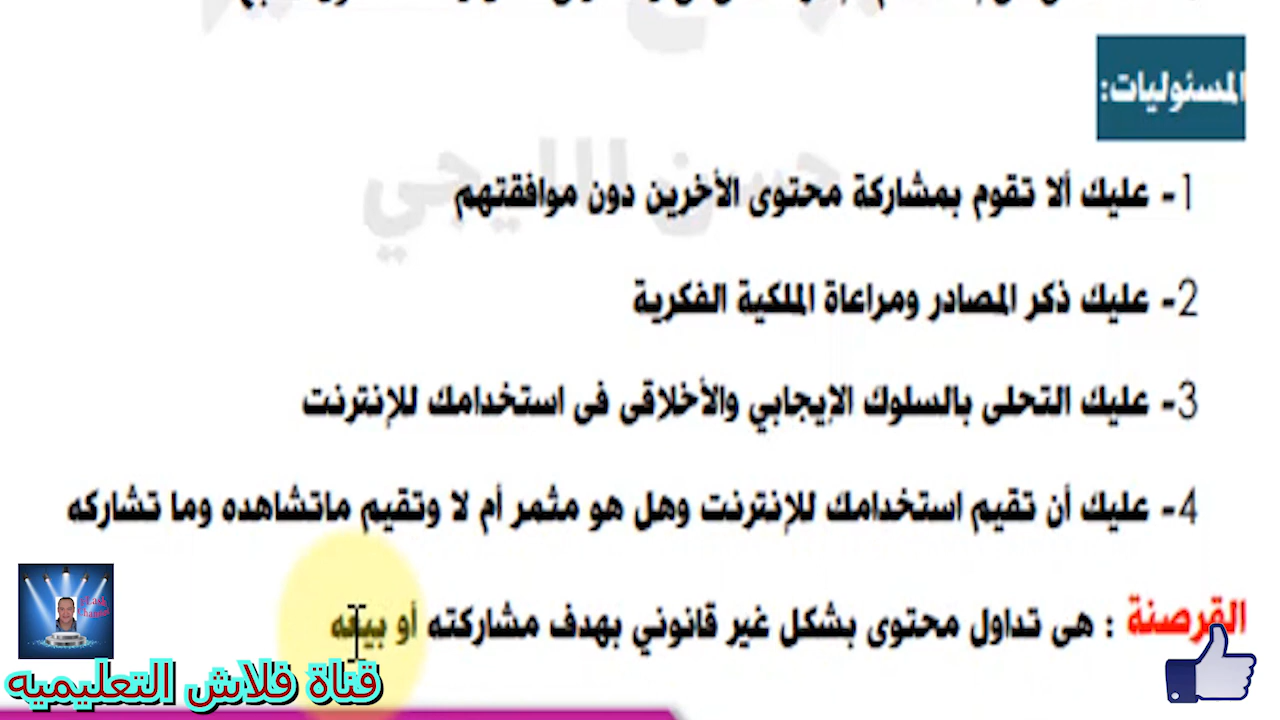 المسئوليات:
1- عليك ألا تقوم بمشاركة محتوى الأخرين دون موافقتهم
2- عليك ذكر المصادر ومراعاة الملكية الفكرية
3- عليك التحلى بالسلوك الإيجابي والأخلاقى فى استخدامك للإنترنت
4- عليك أن تقيم استخدامك للإنترنت وهل هو مثمر أم لا وتقيم ماتشاهده وما تشاركه
القرصنة : هى تداول محتوى بشكل غير قانوني بهدف مشاركته أو بيعه
قناة فلاش التعليميه